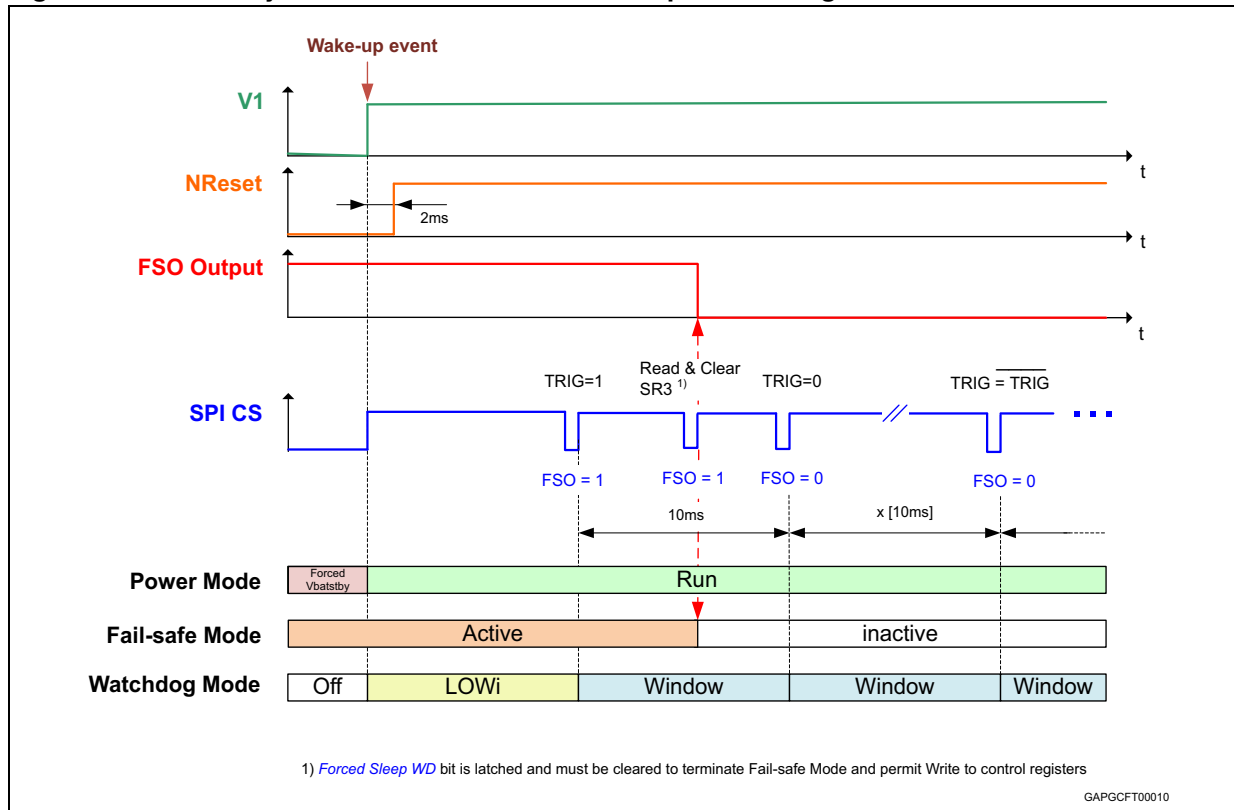 Wake-up event
V1
t
NReset
2ms
t
FSO Output
t
TRIG=1
Read & Clear
SR3 1)
TRIG=0
TRIG = TRIG
SPI CS
FSO = 1
FSO = 1
FSO = 0
FSO = 0
10ms
x [10ms]
Power Mode
Forced
Vbatstby
Run
Fail-safe Mode
Active
inactive
Watchdog Mode
Off
LOWi
Window
Window
Window
1) Forced Sleep WD bit is latched and must be cleared to terminate Fail-safe Mode and permit Write to control registers
GAPGCFT00010